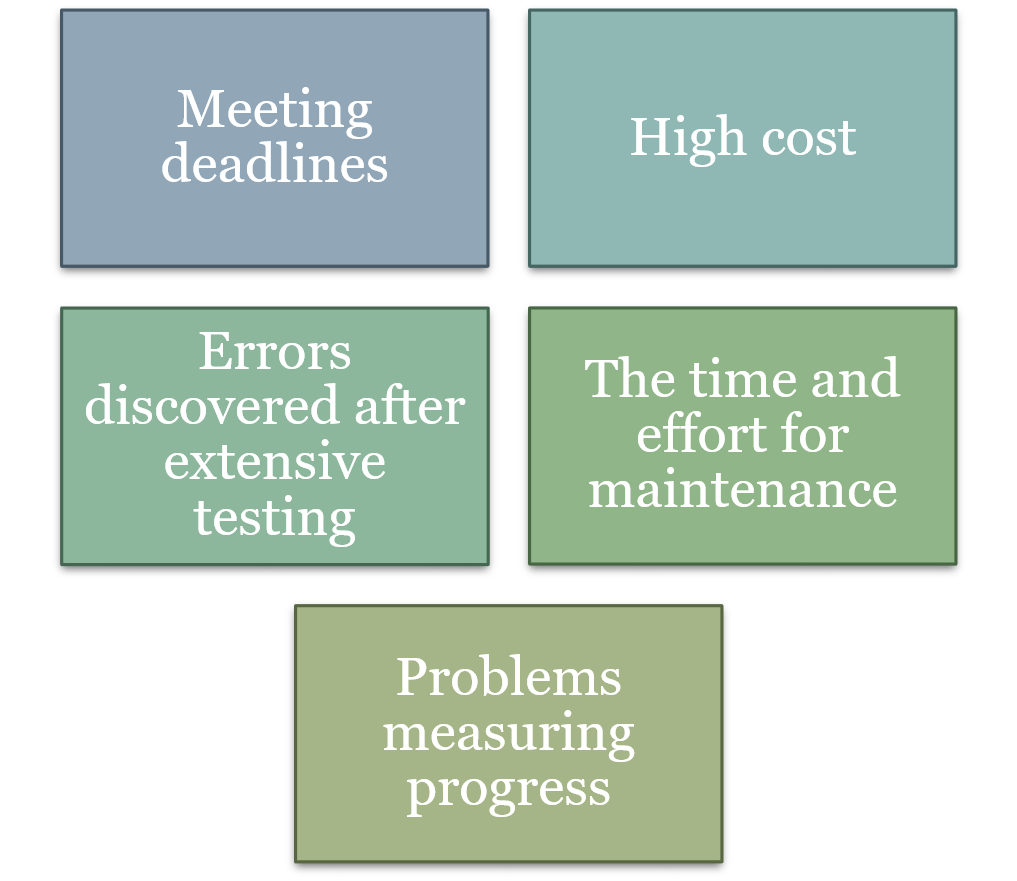 Meeting
deadlines
High cost
Errors
discovered after
extensive
testing
The time and
effort for
maintenance
Problems
measuring
progress